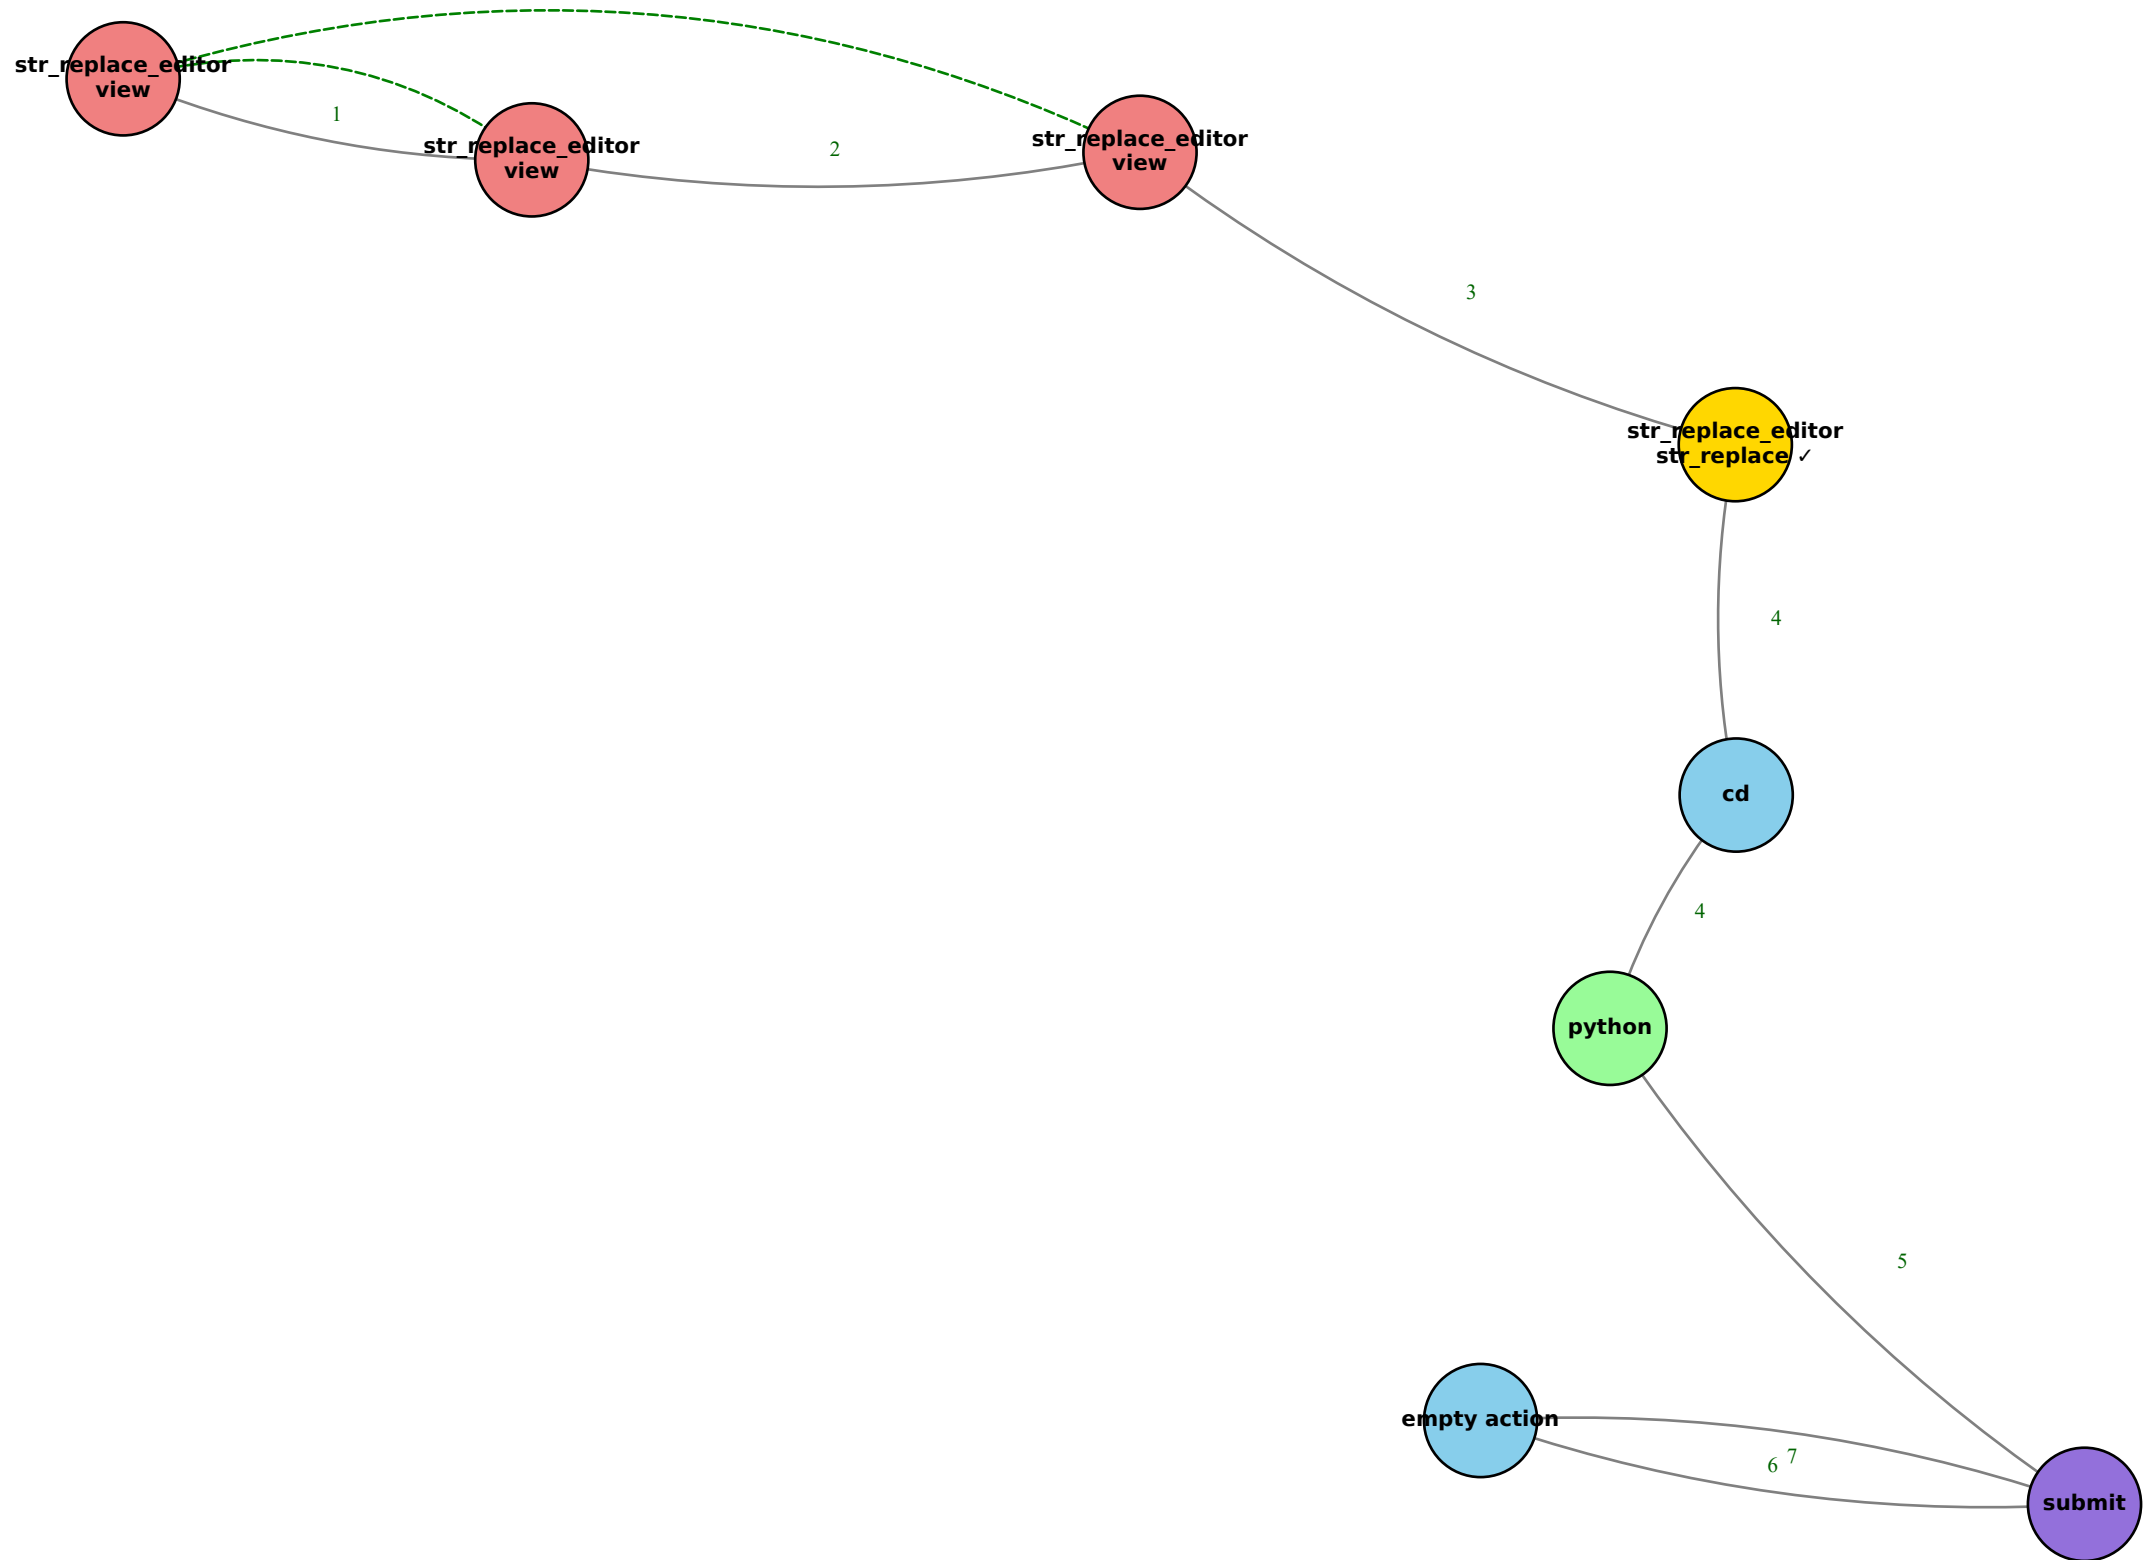 str_replace_editor
view
1
str_replace_editor
view
2
str_replace_editor
view
3
str_replace_editor
str_replace ✓
4
cd
4
python
5
empty action
6
7
submit